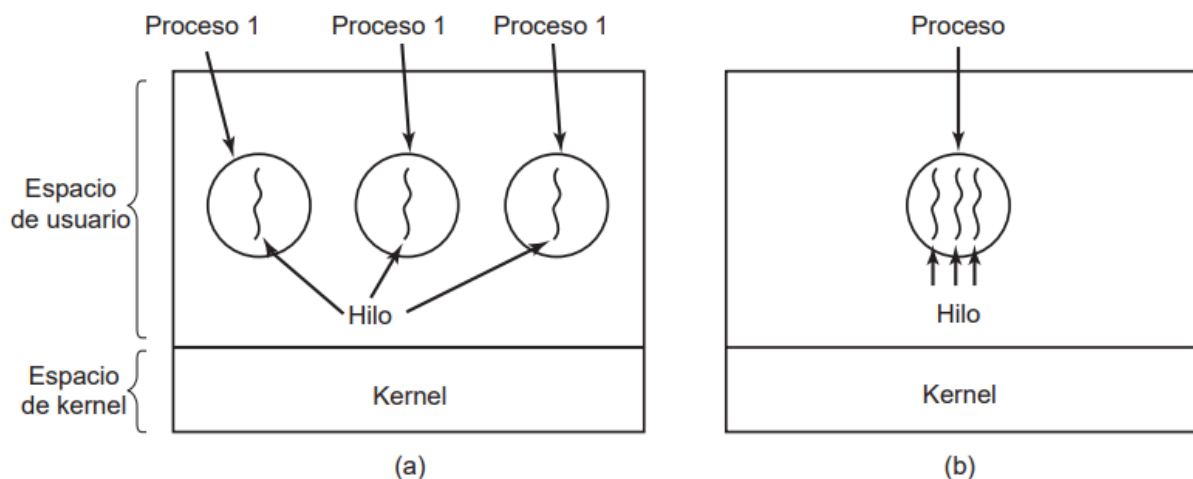 Proceso 1
Proceso 1
Proceso 1
Proceso
Espacio
de usuario
Hilo
Hilo
Espacio
de kernel
Kernel
Kernel
(a)
(b)